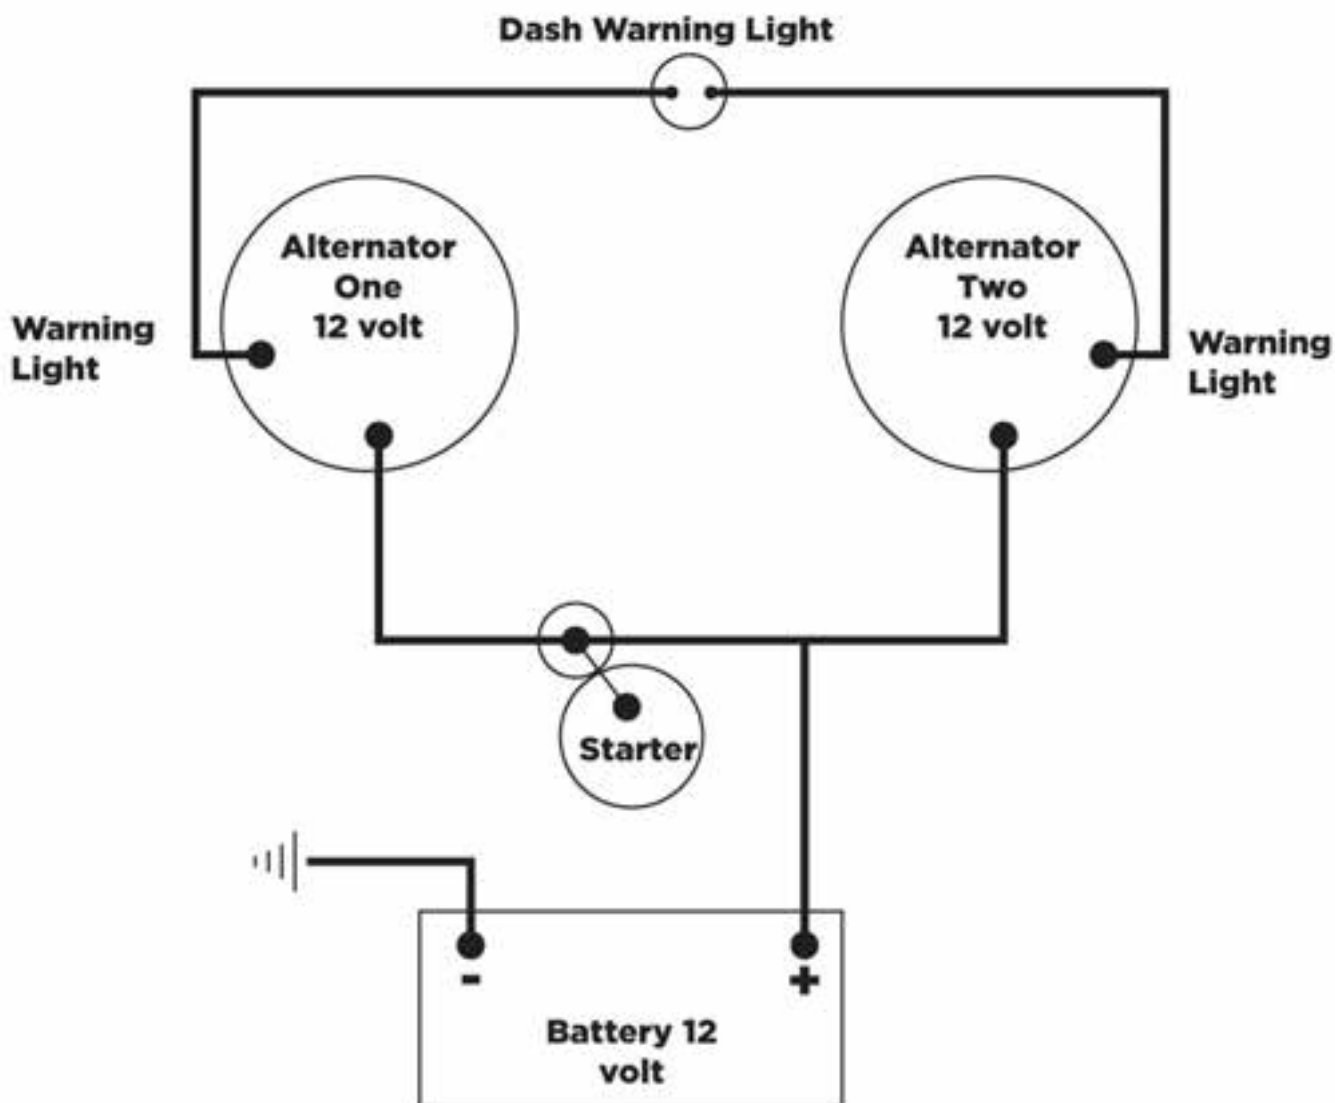 Dash Warning Light
Alternator
One
12 volt
Alternator
Two
12 volt
Warning
Light
Warning
Light
Starter
-
+
Battery 12
volt